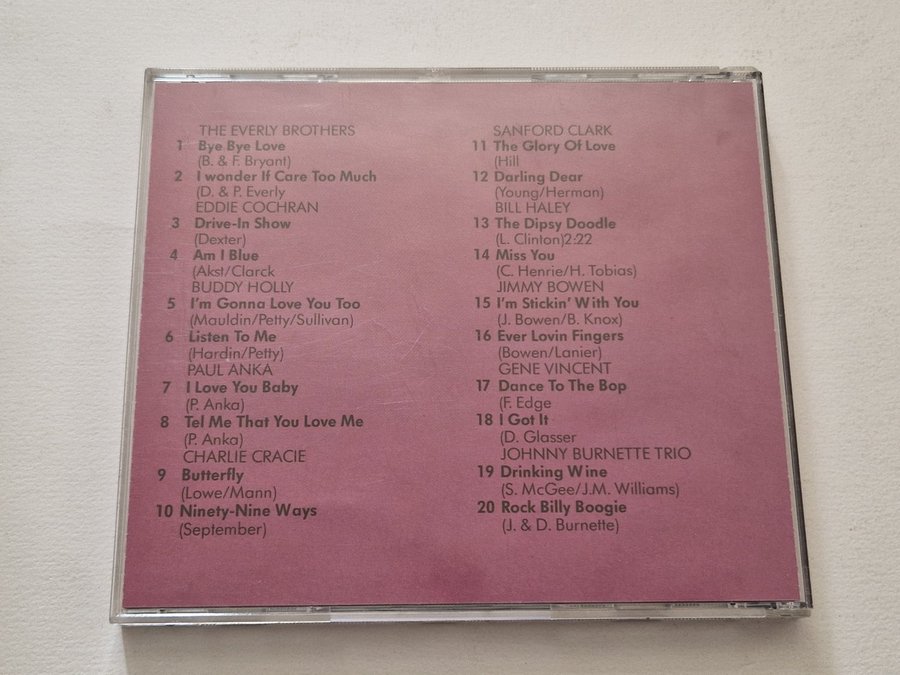 THE EVERLY BROTHERS
1 Bye Bye Love
(B. & F. Bryant)
2 I wonder If Care Too Much
(D. & P. Everly
EDDIE COCHRAN
3 Drive-In Show
(Dexter)
4 Am I Blue
(Akst/Clarck
BUDDY HOLLY
5 I'm Gonna Love You Too
(Mauldin/Petty/Sullivan)
6 Listen To Me
(Hardin/Petty)
PAUL ANKA
7 I Love You Baby
(P. Anka)
8 Tel Me That You Love Me
(P. Anka)
CHARLIE CRACIE
9 Butterfly
(Lowe/Mann)
10 Ninety-Nine Ways
(September)
SANFORD CLARK
11 The Glory Of Love
(Hill
12 Darling Dear
(Young/Herman)
BILL HALEY
13 The Dipsy Doodle
(L. Clinton)2:22
14 Miss You
(C. Henrie/H. Tobias)
JIMMY BOWEN
15 I'm Stickin' With You
(J. Bowen/B. Knox)
16 Ever Lovin Fingers
(Bowen/Lanier)
GENE VINCENT
17 Dance To The Bop
(F. Edge
18 I Got It
(D. Glasser
JOHNNY BURNETTE TRIO
19 Drinking Wine
(S. McGee/J.M. Williams)
20 Rock Billy Boogie
(J. & D. Burnette)